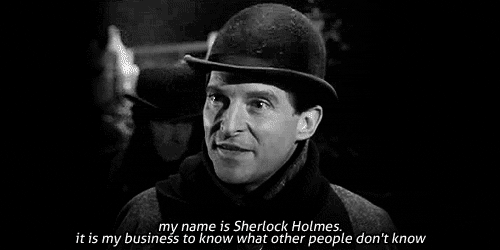 my name is Sherlock Holmes.
it is my business to know what other people don't know